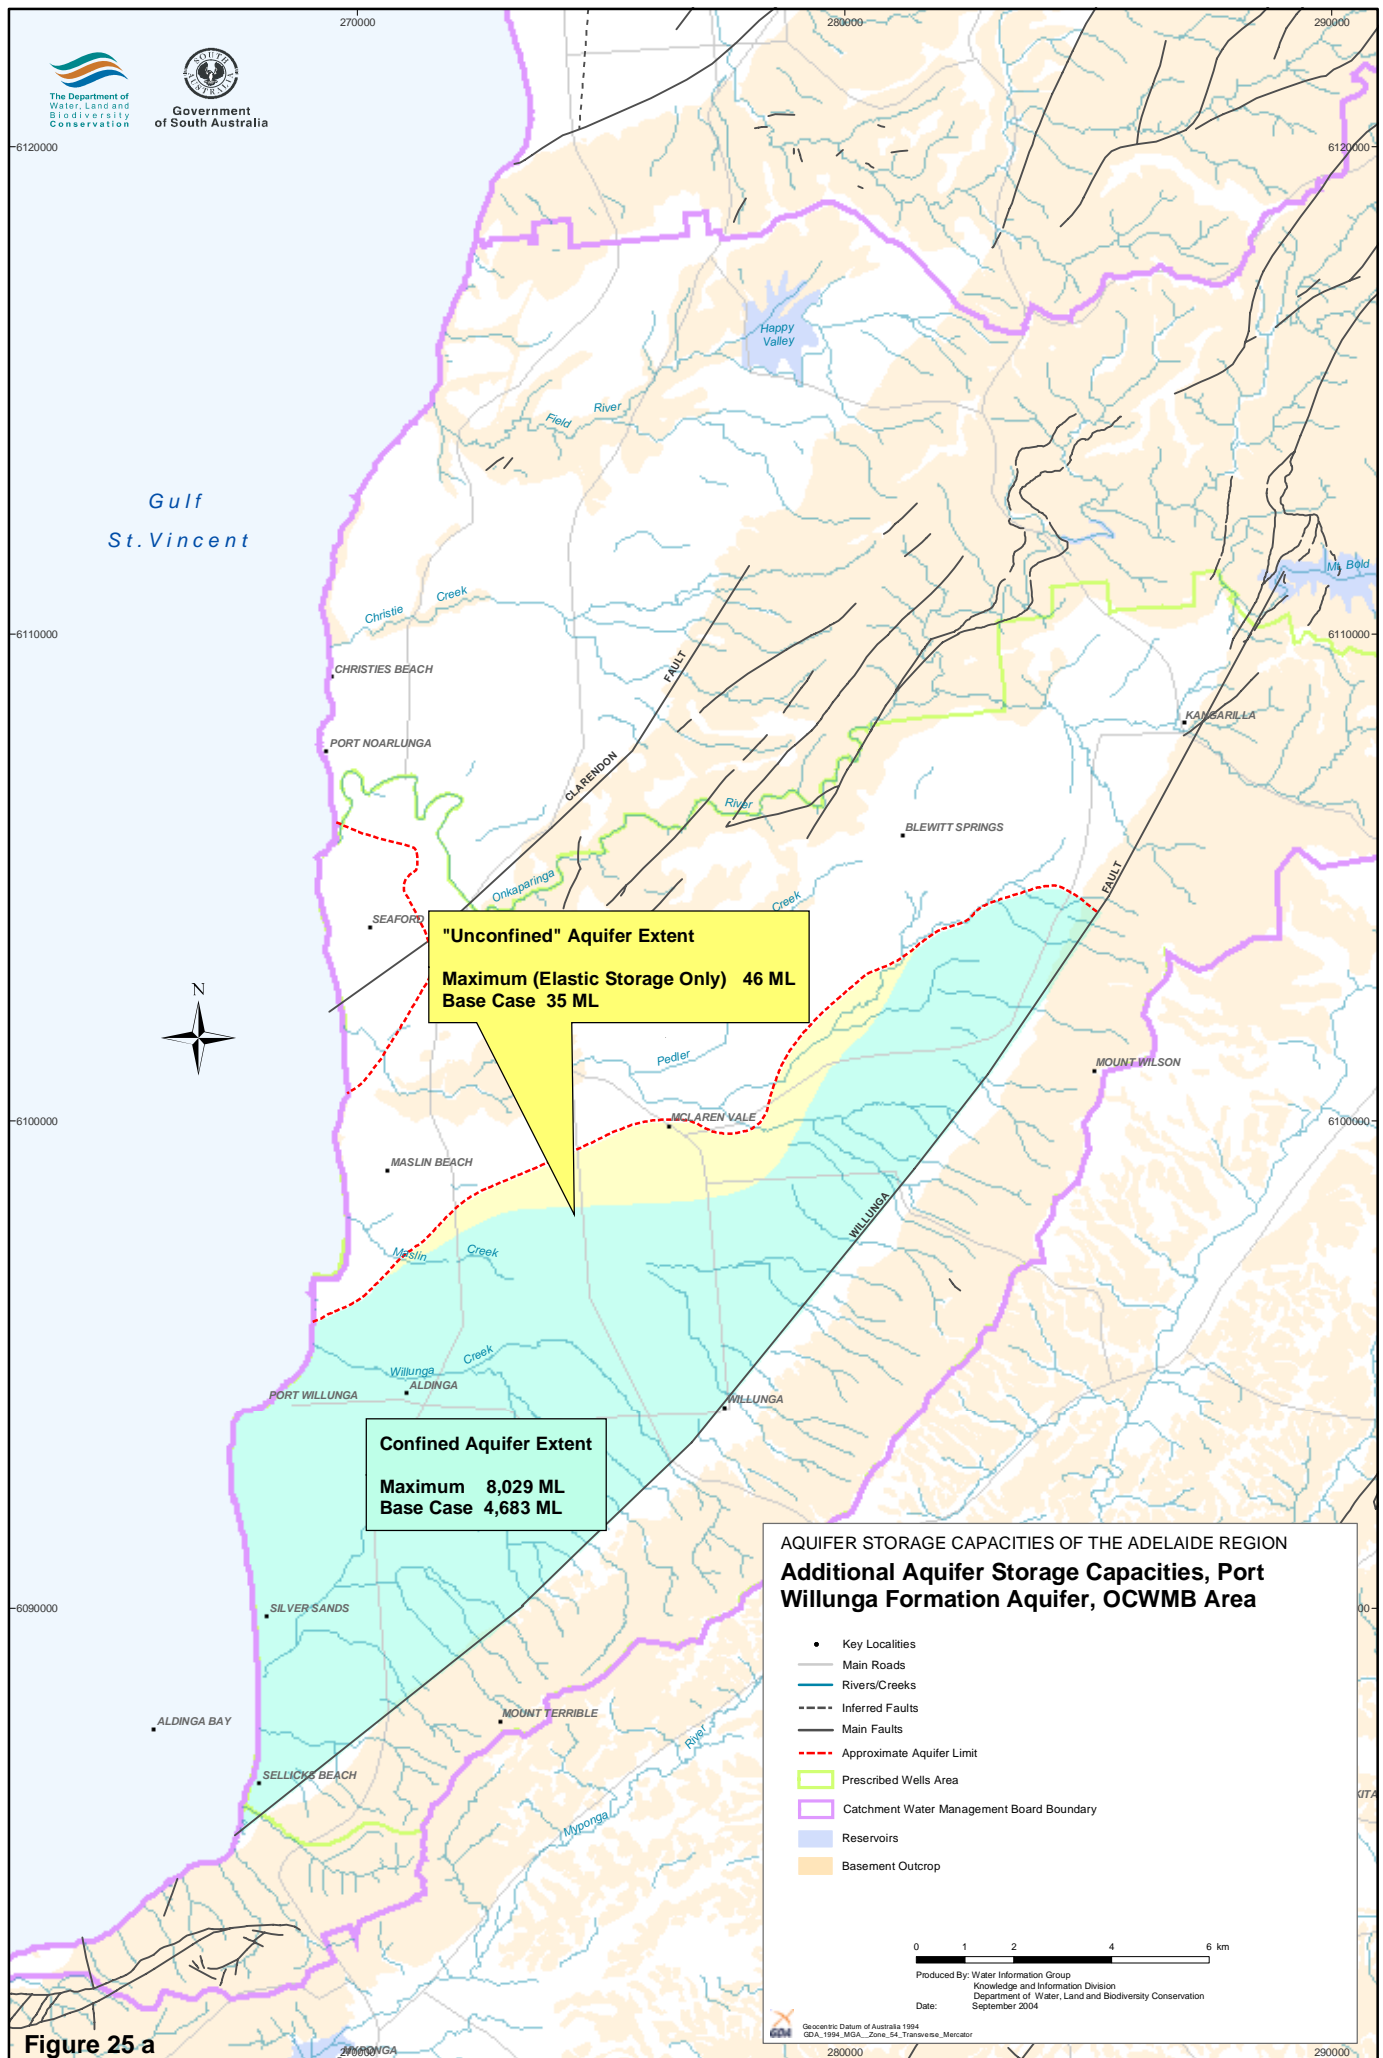 270000
280000
290000
The Department of
Water, Land and
Biodiversity
Conservation
SOUTH
AUSTRALIA
Government
of South Australia
6120000
6120000
Happy
Valley
Field
River
Gulf
St.Vincent
Mt. Bold
Christie
Creek
6110000
6110000
CHRISTIES BEACH
FAULT
KANGARILLA
PORT NOARLUNGA
CLARENDON
River
BLEWITT SPRINGS
Onkaparinga
Creek
FAULT
SEAFORD
"Unconfined" Aquifer Extent
Maximum (Elastic Storage Only) 46 ML
Base Case 35 ML
N
Pedler
MOUNT WILSON
6100000
MCLAREN VALE
6100000
MASLIN BEACH
WILLUNGA
Maslin
Creek
Creek
Willunga
ALDINGA
PORT WILLUNGA
WILLUNGA
Confined Aquifer Extent
Maximum 8,029 ML
Base Case 4,683 ML
6090000
SILVER SANDS
ALDINGA BAY
MOUNT TERRIBLE
River
SELLICKS BEACH
Myponga
AQUIFER STORAGE CAPACITIES OF THE ADELAIDE REGION
Additional Aquifer Storage Capacities, Port
Willunga Formation Aquifer, OCWMB Area
00
Key Localities
Main Roads
Rivers/Creeks
Inferred Faults
Main Faults
Approximate Aquifer Limit
Prescribed Wells Area
KITA
Catchment Water Management Board Boundary
Reservoirs
Basement Outcrop
0 1 2 4 6 km
Produced By: Water Information Group
Knowledge and Information Division
Department of Water, Land and Biodiversity Conservation
Date: September 2004
GDA
Geocentric Datum of Australia 1994
GDA_1994_MGA__Zone_54_Transverse_Mercator
Figure 25 a
MYPONGA
270000
280000
290000